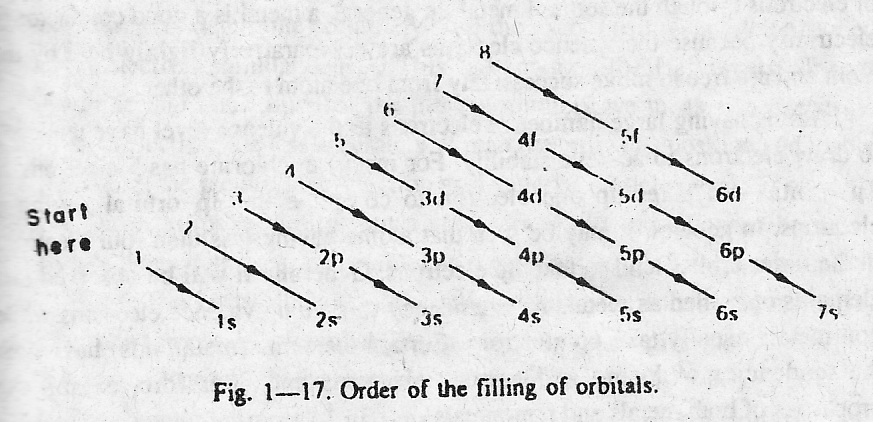 8
7
6
4f
5f
5
3d
4d
5d
6d
4
Start
here
3
2p
3p
4p
5p
6p
2
1
1s
2s
3s
4s
5s
6s
7s
Fig. 1—17. Order of the filling of orbitals.